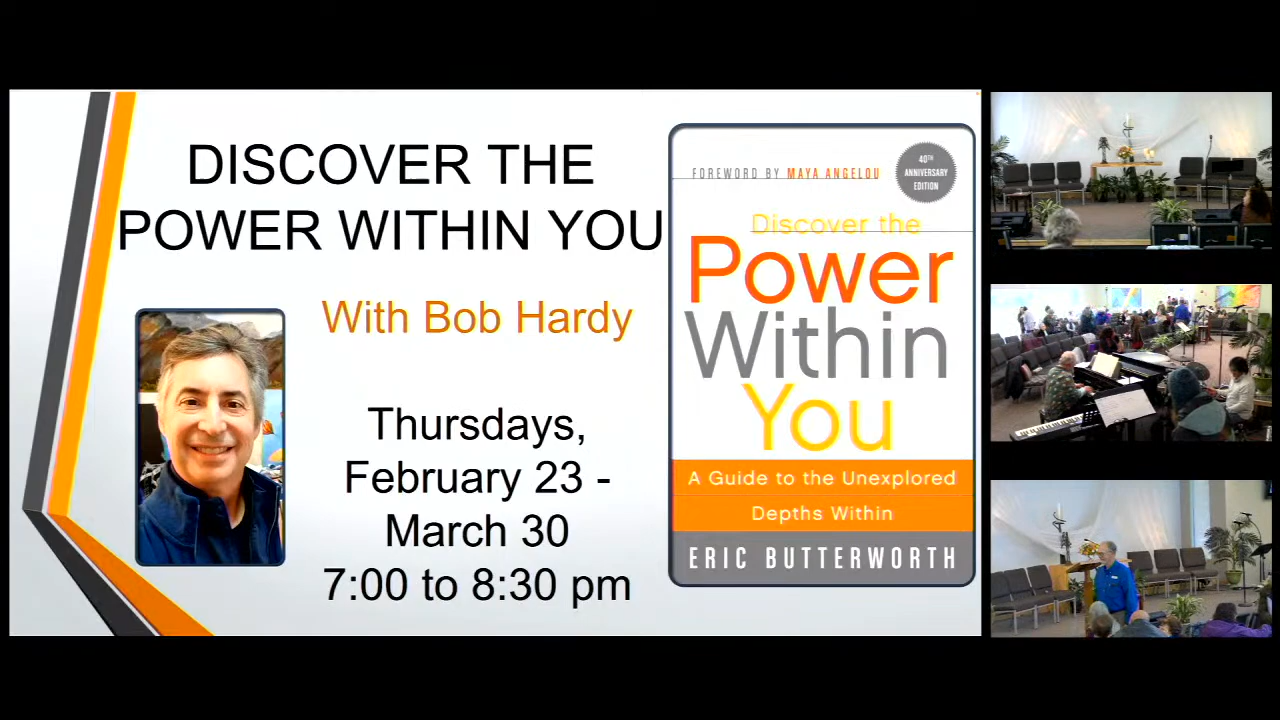 DISCOVER THE
POWER WITHIN YOU
With Bob Hardy
Thursdays,
February 23 -
March 30
7:00 to 8:30 pm
FOREWORD BY MAYA ANGELOU
40TH
ANNIVERSARY
EDITION
Discover the
Power
Within
You
A Guide to the Unexplored
Depths Within
ERIC BUTTERWORTH